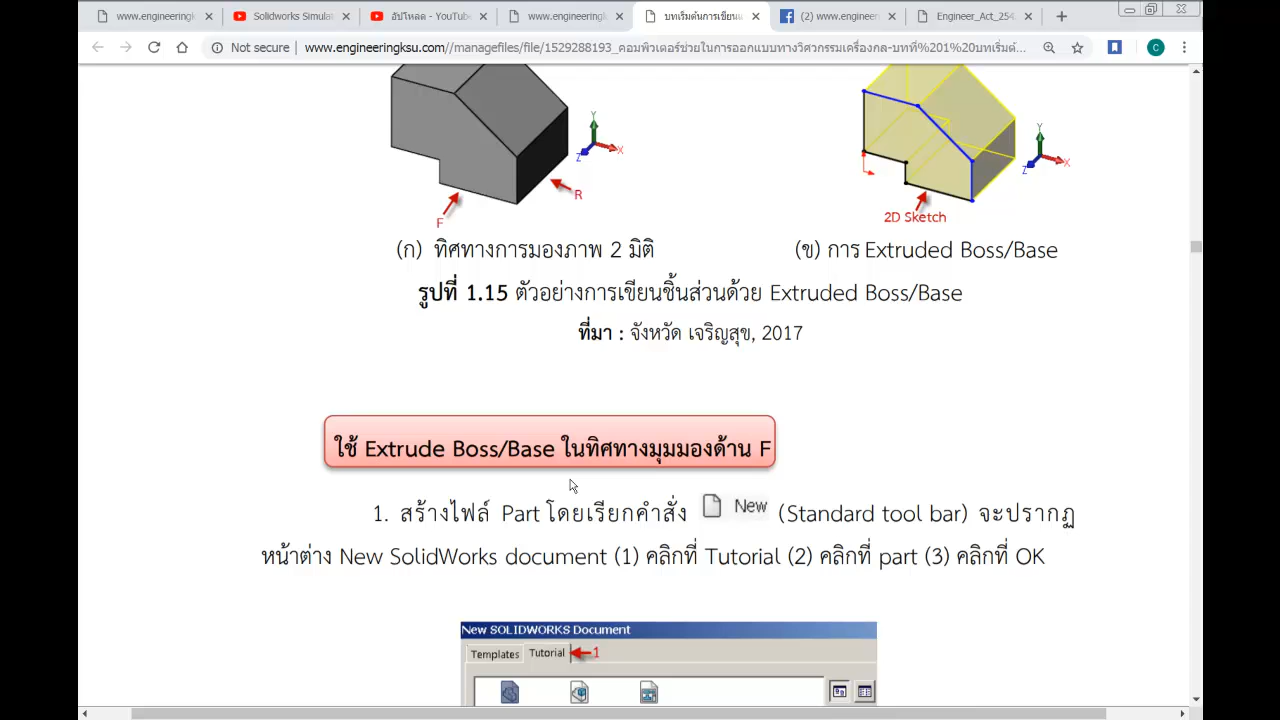 www.engineeringk
Solidworks Simulat
อัปโหลด - YouTube
www.engineeringk
บทเริ่มต้นการเขียนแ
(2) www.engineer
Engineer_Act_254
Not secure
www.engineeringksu.com//managefiles/file/1529288193_คอมพิวเตอร์ช่วยในการออกแบบทางวิศวกรรมเครื่องกล-บทที่%201%20บทเริ่มต้...
C
Y
X
Z
F
R
Y
X
Z
2D Sketch
(ก) ทิศทางการมองภาพ 2 มิติ
(ข) การ Extruded Boss/Base
รูปที่ 1.15 ตัวอย่างการเขียนชิ้นส่วนด้วย Extruded Boss/Base
ที่มา : จังหวัด เจริญสุข, 2017
ใช้ Extrude Boss/Base ในทิศทางมุมมองด้าน F
1. สร้างไฟล์ Part โดยเรียกคำสั่ง New (Standard tool bar) จะปรากฏ
หน้าต่าง New SolidWorks document (1) คลิกที่ Tutorial (2) คลิกที่ part (3) คลิกที่ OK
New SOLIDWORKS Document
Templates
Tutorial
1